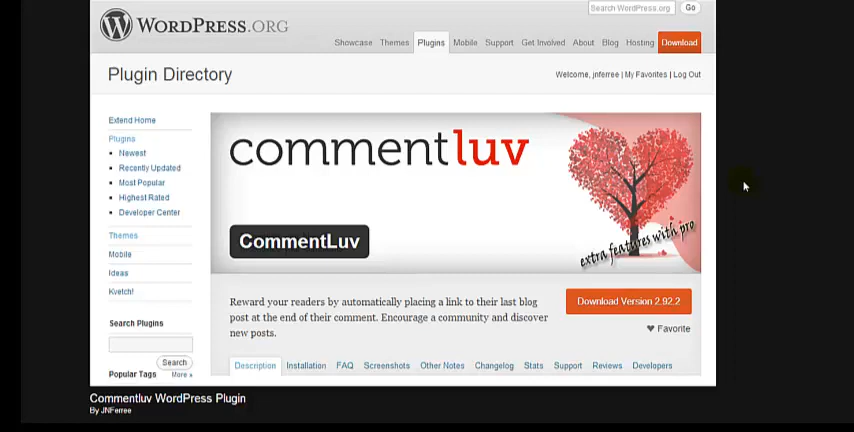 Search WordPress.org Go
WORDPRESS.ORG
Showcase Themes Plugins Mobile Support Get Involved About Blog Hosting Download
Plugin Directory
Welcome, jnferree | My Favorites | Log Out
Extend Home
Plugins
Newest
Recently Updated
Most Popular
Highest Rated
Developer Center
Themes
Mobile
Ideas
Kvetch!
Search Plugins
Search
Popular Tags More »
commentluv
CommentLuv
extra features with pro
Reward your readers by automatically placing a link to their last blog
post at the end of their comment. Encourage a community and discover
new posts.
Download Version 2.92.2
Favorite
Description Installation FAQ Screenshots Other Notes Changelog Stats Support Reviews Developers
Commentluv WordPress Plugin
By JNFerree